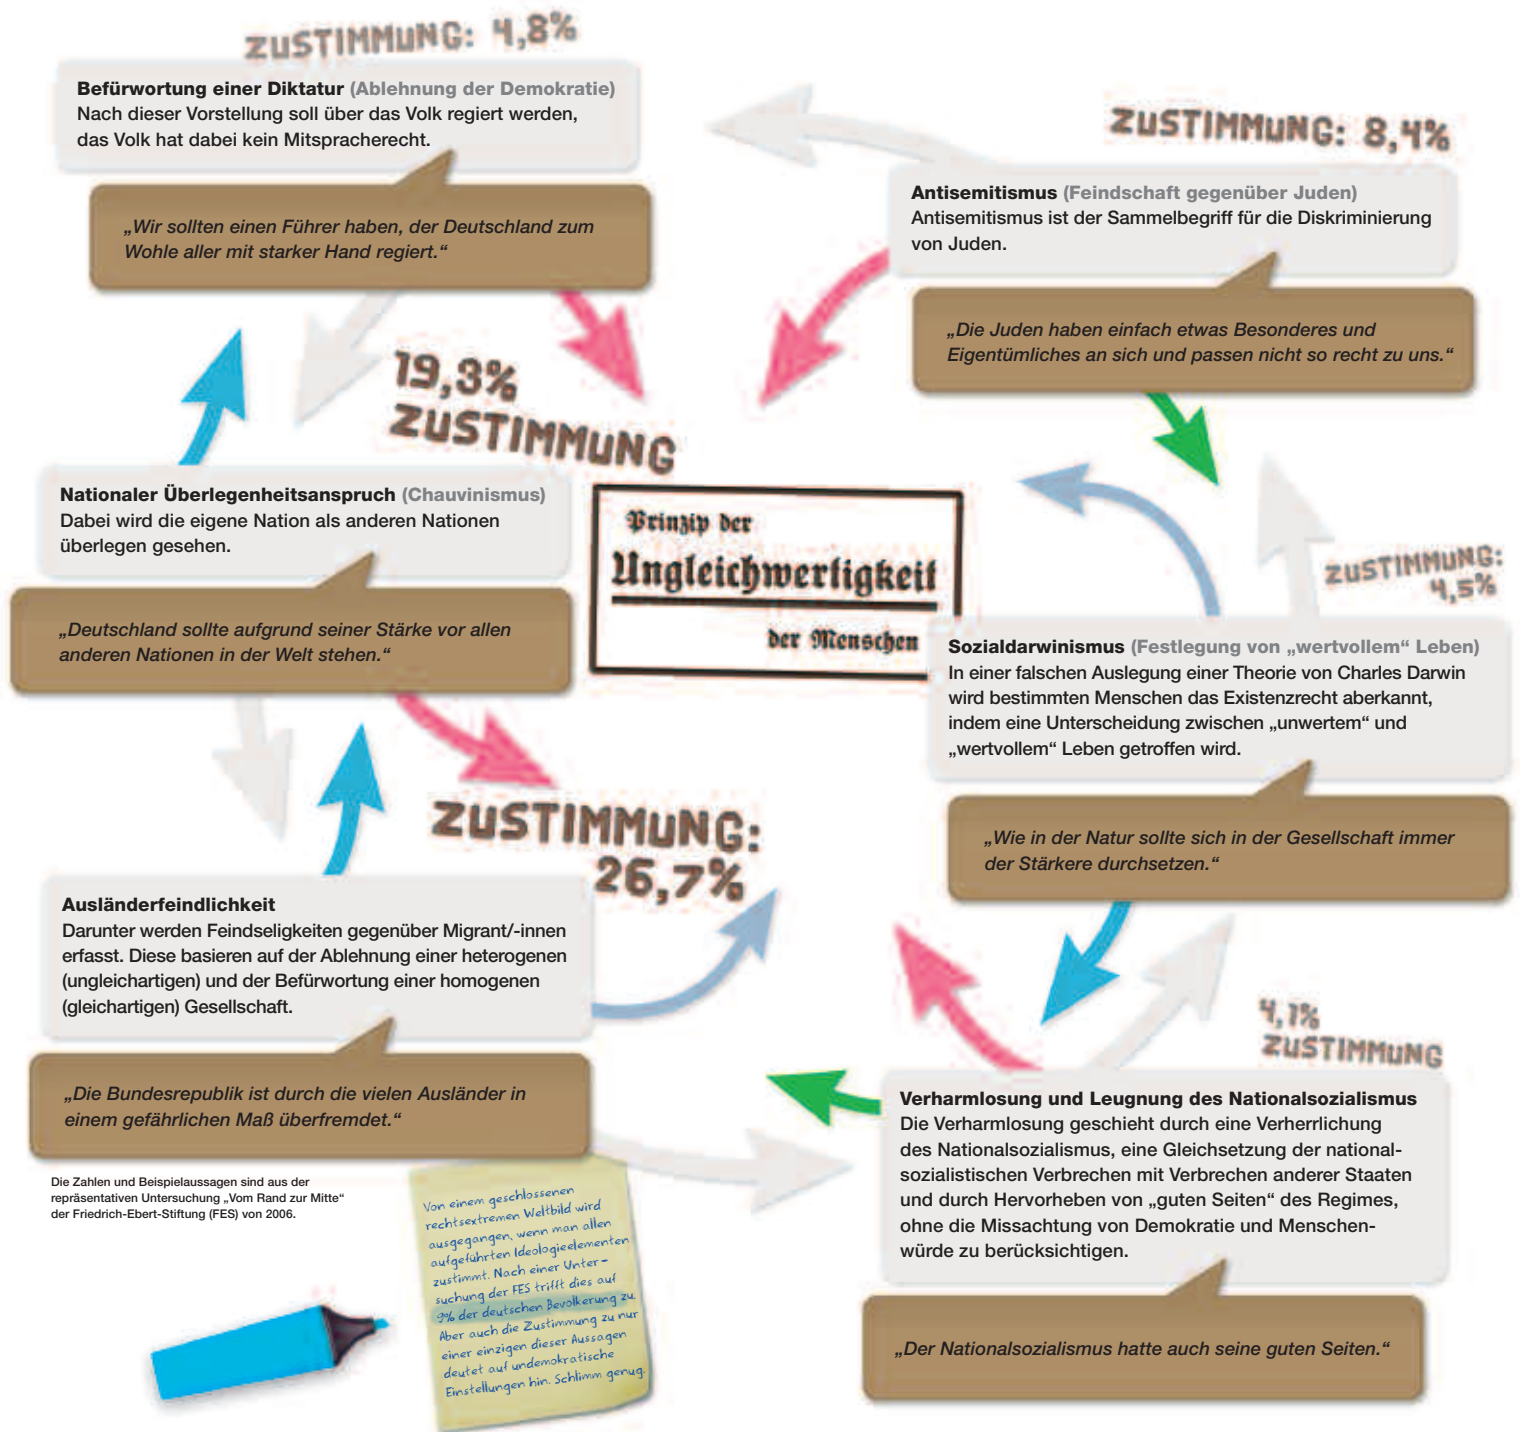 ZUSTIMMUNG: 4,8%
Befürwortung einer Diktatur (Ablehnung der Demokratie)
Nach dieser Vorstellung soll über das Volk regiert werden,
das Volk hat dabei kein Mitspracherecht.
„Wir sollten einen Führer haben, der Deutschland zum
Wohle aller mit starker Hand regiert.“
ZUSTIMMUNG: 8,4%
Antisemitismus (Feindschaft gegenüber Juden)
Antisemitismus ist der Sammelbegriff für die Diskriminierung
von Juden.
„Die Juden haben einfach etwas Besonderes und
Eigentümliches an sich und passen nicht so recht zu uns.“
19,3%
ZUSTIMMUNG
Nationaler Überlegenheitsanspruch (Chauvinismus)
Dabei wird die eigene Nation als anderen Nationen
überlegen gesehen.
„Deutschland sollte aufgrund seiner Stärke vor allen
anderen Nationen in der Welt stehen.“
Prinzip der
Ungleichwertigkeit
der Menschen
ZUSTIMMUNG:
4,5%
Sozialdarwinismus (Festlegung von „wertvollem“ Leben)
In einer falschen Auslegung einer Theorie von Charles Darwin
wird bestimmten Menschen das Existenzrecht aberkannt,
indem eine Unterscheidung zwischen „unwertem“ und
„wertvollem“ Leben getroffen wird.
„Wie in der Natur sollte sich in der Gesellschaft immer
der Stärkere durchsetzen.“
ZUSTIMMUNG:
26,7%
Ausländerfeindlichkeit
Darunter werden Feindseligkeiten gegenüber Migrant/-innen
erfasst. Diese basieren auf der Ablehnung einer heterogenen
(ungleichartigen) und der Befürwortung einer homogenen
(gleichartigen) Gesellschaft.
„Die Bundesrepublik ist durch die vielen Ausländer in
einem gefährlichen Maß überfremdet.“
4,1%
ZUSTIMMUNG
Verharmlosung und Leugnung des Nationalsozialismus
Die Verharmlosung geschieht durch eine Verherrlichung
des Nationalsozialismus, eine Gleichsetzung der national-
sozialistischen Verbrechen mit Verbrechen anderer Staaten
und durch Hervorheben von „guten Seiten“ des Regimes,
ohne die Missachtung von Demokratie und Menschen-
würde zu berücksichtigen.
„Der Nationalsozialismus hatte auch seine guten Seiten.“
Die Zahlen und Beispielaussagen sind aus der
repräsentativen Untersuchung „Vom Rand zur Mitte“
der Friedrich-Ebert-Stiftung (FES) von 2006.
Von einem geschlossenen
rechtsextremen Weltbild wird
ausgegangen, wenn man allen
aufgeführten Ideologieelementen
zustimmt. Nach einer Unter-
suchung der FES trifft dies auf
9% der deutschen Bevölkerung zu.
Aber auch die Zustimmung zu nur
einer einzigen dieser Aussagen
deutet auf undemokratische
Einstellungen hin. Schlimm genug.